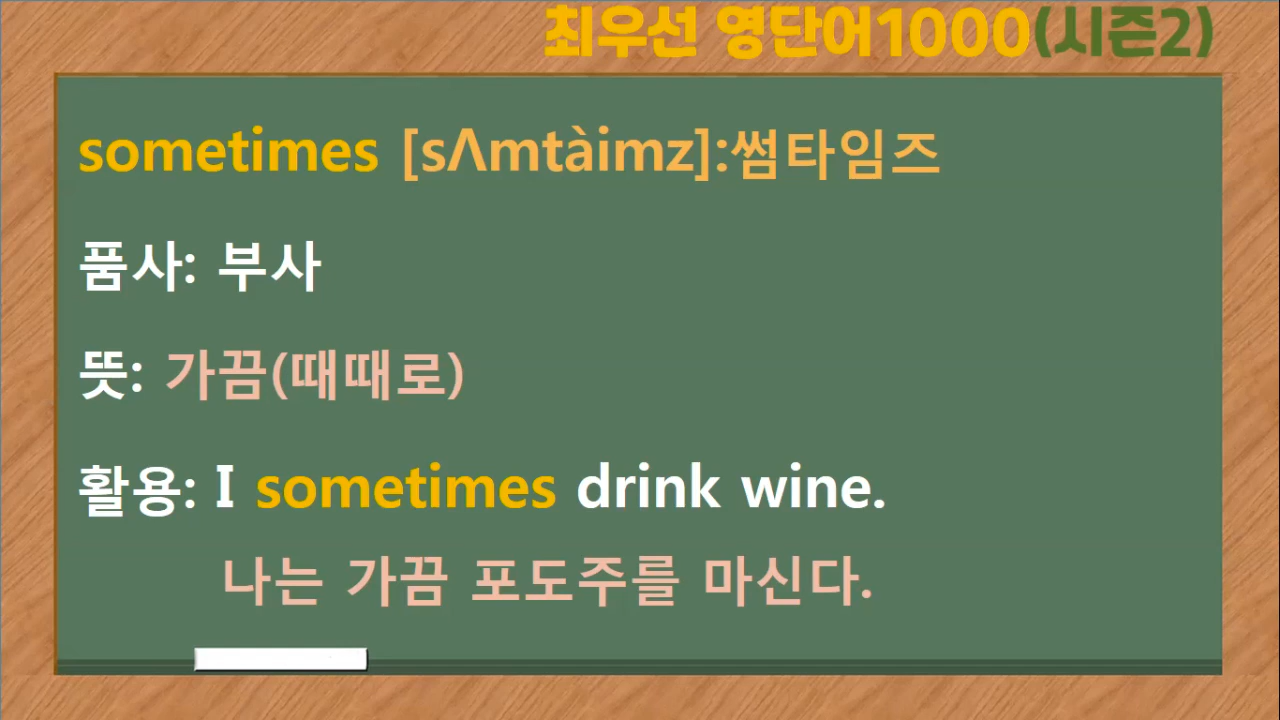 최우선 영단어1000(시즌2)
sometimes [sɅmtàimz]:썸타임즈
품사: 부사
뜻: 가끔(때때로)
활용: I sometimes drink wine.
나는 가끔 포도주를 마신다.